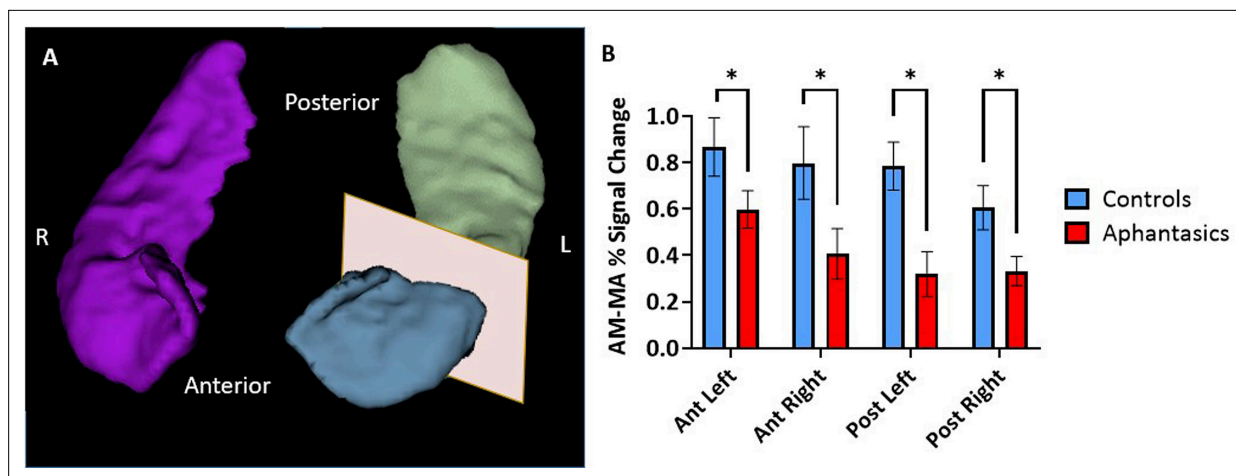 A
Posterior
R
L
Anterior
B
* * * *
AM-MA % Signal Change
1.0
0.8
0.6
0.4
0.2
0.0
Ant Left
Ant Right
Post Left
Post Right
Controls
Aphantasics